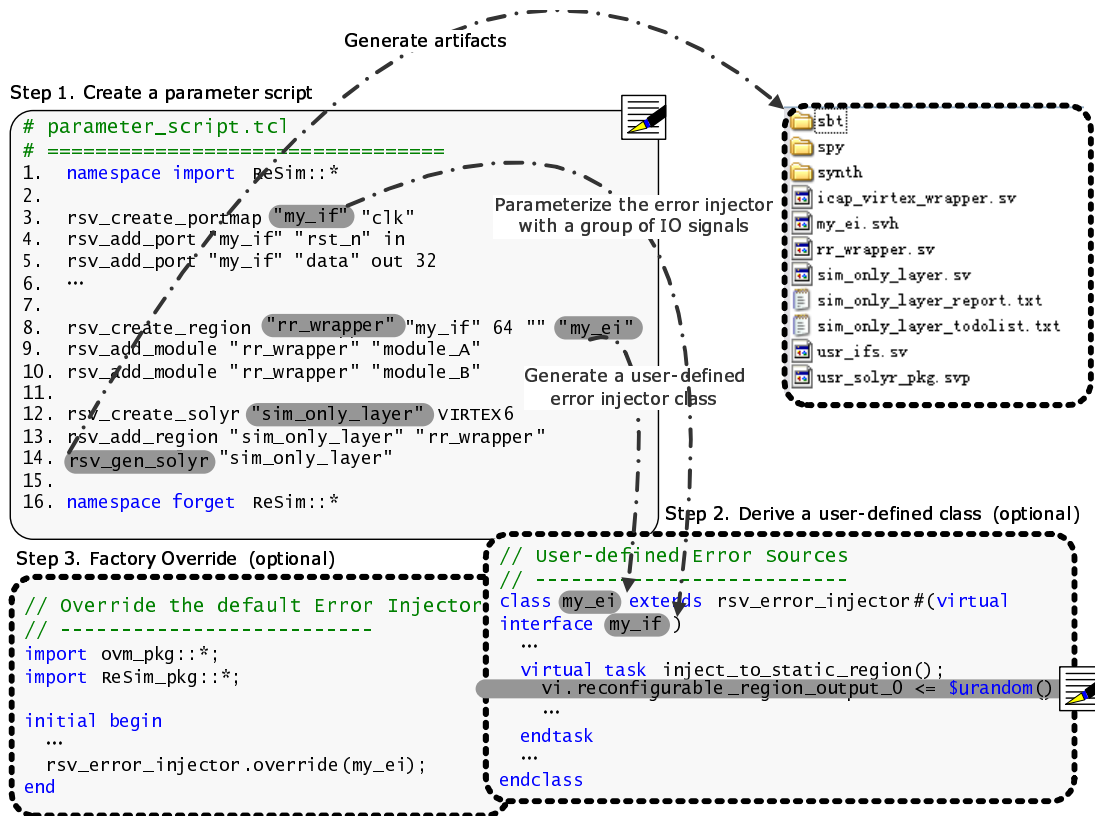 Generate artifacts
Step 1. Create a parameter script
# parameter_script.tcl
# ==================================
1. namespace import ReSim::*
2.
3. rsv_create_portmap "my_if" "clk"
4. rsv_add_port "my_if" "rst_n" in
5. rsv_add_port "my_if" "data" out 32
6. …
7.
8. rsv_create_region "rr_wrapper" "my_if" 64 "" "my_ei"
9. rsv_add_module "rr_wrapper" "module_A"
10. rsv_add_module "rr_wrapper" "module_B"
11.
12. rsv_create_solyr "sim_only_layer" VIRTEX6
13. rsv_add_region "sim_only_layer" "rr_wrapper"
14. rsv_gen_solyr "sim_only_layer"
15.
16. namespace forget ReSim::*
Parameterize the error injector
with a group of IO signals
Generate a user-defined
error injector class
sbt
spy
synth
icap_virtex_wrapper.sv
my_ei.svh
rr_wrapper.sv
sim_only_layer.sv
sim_only_layer_report.txt
sim_only_layer_todolist.txt
usr_ifs.sv
usr_solyr_pkg.svp
Step 2. Derive a user-defined class (optional)
// User-defined Error Sources
// --------------------------
class my_ei extends rsv_error_injector#(virtual
interface my_if )
…
virtual task inject_to_static_region();
vi.reconfigurable_region_output_0 <= $urandom()
…
endtask
…
endclass
Step 3. Factory Override (optional)
// Override the default Error Injector
// --------------------------
import ovm_pkg::*;
import ReSim_pkg::*;
initial begin
…
rsv_error_injector.override(my_ei);
end